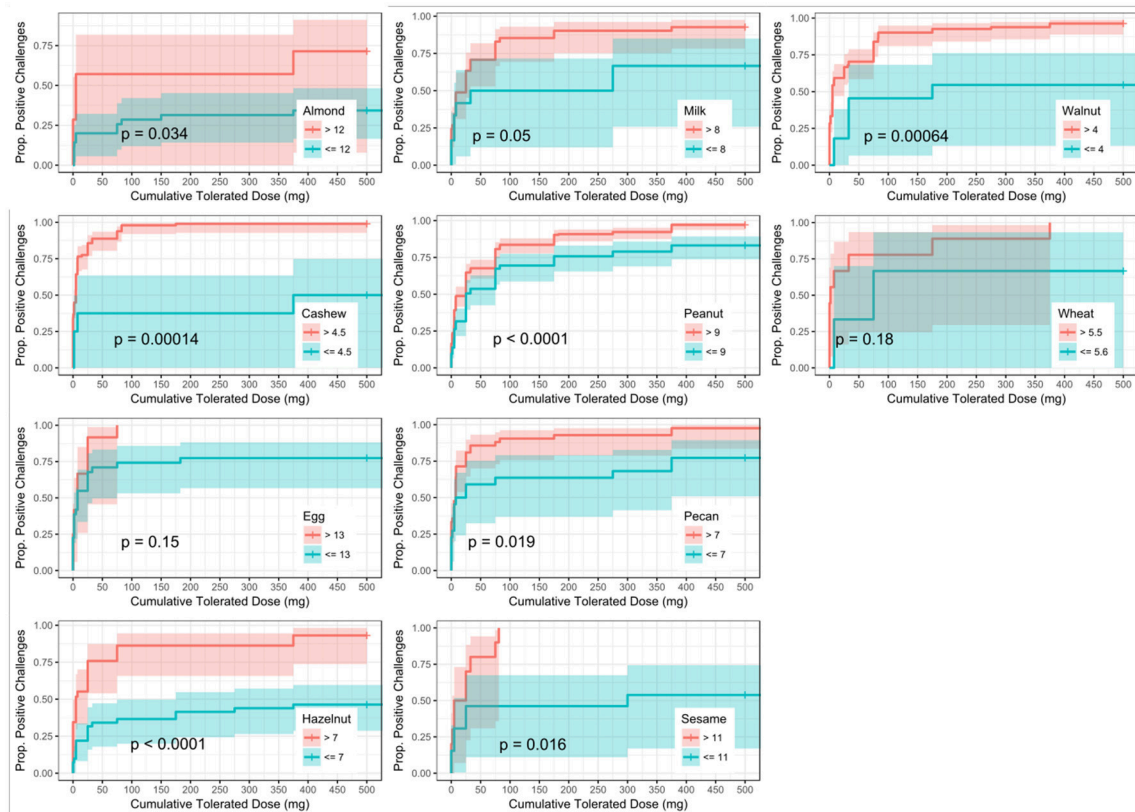 Prop. Positive Challenges
0.75
0.50
0.25
0.00
Almond
> 12
<= 12
p = 0.034
0 50 100 150 200 250 300 350 400 450 500
Cumulative Tolerated Dose (mg)
Prop. Positive Challenges
1.00
0.75
0.50
0.25
0.00
Milk
> 8
<= 8
p = 0.05
0 50 100 150 200 250 300 350 400 450 500
Cumulative Tolerated Dose (mg)
Prop. Positive Challenges
1.00
0.75
0.50
0.25
0.00
Walnut
> 4
<= 4
p = 0.00064
0 50 100 150 200 250 300 350 400 450 500
Cumulative Tolerated Dose (mg)
Prop. Positive Challenges
1.00
0.75
0.50
0.25
0.00
Cashew
> 4.5
<= 4.5
p = 0.00014
0 50 100 150 200 250 300 350 400 450 500
Cumulative Tolerated Dose (mg)
Prop. Positive Challenges
1.00
0.75
0.50
0.25
0.00
Peanut
> 9
<= 9
p < 0.0001
0 50 100 150 200 250 300 350 400 450 500
Cumulative Tolerated Dose (mg)
Prop. Positive Challenges
1.00
0.75
0.50
0.25
0.00
Wheat
> 5.5
<= 5.6
p = 0.18
0 50 100 150 200 250 300 350 400 450 500
Cumulative Tolerated Dose (mg)
Prop. Positive Challenges
1.00
0.75
0.50
0.25
0.00
Egg
> 13
<= 13
p = 0.15
0 50 100 150 200 250 300 350 400 450 500
Cumulative Tolerated Dose (mg)
Prop. Positive Challenges
1.00
0.75
0.50
0.25
0.00
Pecan
> 7
<= 7
p = 0.019
0 50 100 150 200 250 300 350 400 450 500
Cumulative Tolerated Dose (mg)
Prop. Positive Challenges
1.00
0.75
0.50
0.25
0.00
Hazelnut
> 7
<= 7
p < 0.0001
0 50 100 150 200 250 300 350 400 450 500
Cumulative Tolerated Dose (mg)
Prop. Positive Challenges
1.00
0.75
0.50
0.25
0.00
Sesame
> 11
<= 11
p = 0.016
0 50 100 150 200 250 300 350 400 450 500
Cumulative Tolerated Dose (mg)